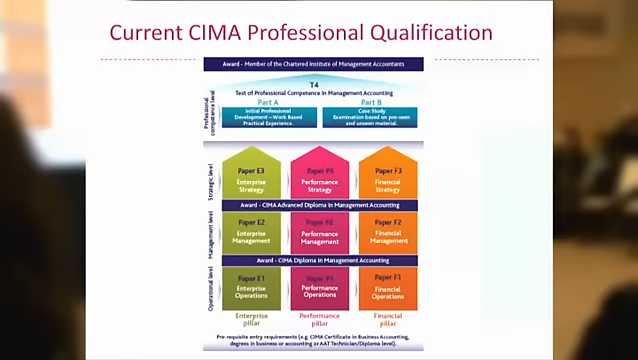 Current CIMA Professional Qualification
Award - Member of the Chartered Institute of Management Accountants
T4
Test of Professional Competence in Management Accounting
Part A
Part B
Initial Professional
Development – Work Based
Practical Experience.
Case Study
Examination based on pre-seen
and unseen material.
Professional
competence level
Paper E3
Paper P3
Paper F3
Enterprise
Strategy
Performance
Strategy
Financial
Strategy
Strategic level
Award - CIMA Advanced Diploma in Management Accounting
Paper E2
Paper P2
Paper F2
Enterprise
Management
Performance
Management
Financial
Management
Management level
Award - CIMA Diploma in Management Accounting
Paper E1
Paper P1
Paper F1
Enterprise
Operations
Performance
Operations
Financial
Operations
Operational level
Enterprise
pillar
Performance
pillar
Financial
pillar
Pre-requisite entry requirements (e.g. CIMA Certificate in Business Accounting,
degrees in business or accounting or AAT Technician/Diploma level).